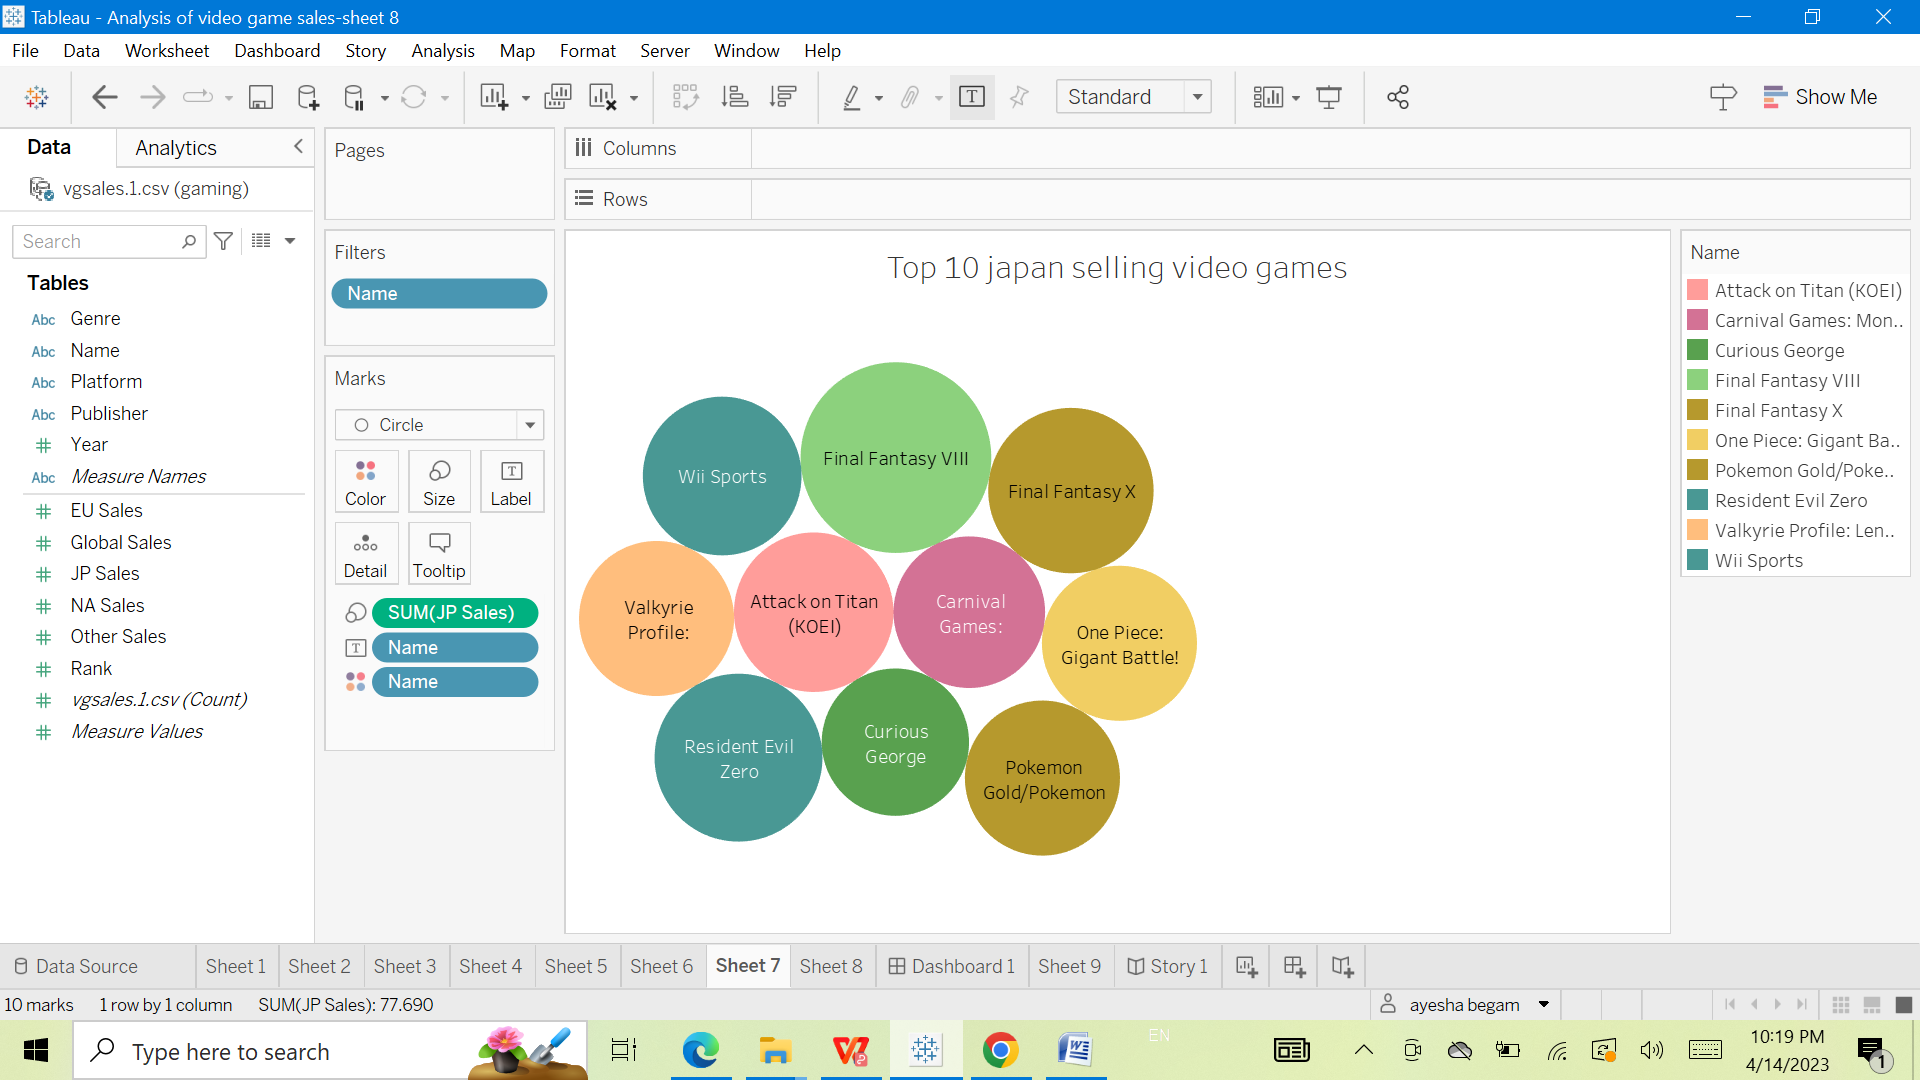 Tableau - Analysis of video game sales-sheet 8
File Data Worksheet Dashboard Story Analysis Map Format Server Window Help
Standard
Show Me
Data Analytics
vgsales.1.csv (gaming)
Search
Tables
Abc Genre
Abc Name
Abc Platform
Abc Publisher
# Year
Abc Measure Names
# EU Sales
# Global Sales
# JP Sales
# NA Sales
# Other Sales
# Rank
# vgsales.1.csv (Count)
# Measure Values
Pages
Filters
Name
Marks
Circle
Color Size Label
Detail Tooltip
SUM(JP Sales)
Name
Name
Columns
Rows
Top 10 japan selling video games
Wii Sports
Final Fantasy VIII
Final Fantasy X
Valkyrie
Profile:
Attack on Titan
(KOEI)
Carnival
Games:
One Piece:
Gigant Battle!
Resident Evil
Zero
Curious
George
Pokemon
Gold/Pokemon
Name
Attack on Titan (KOEI)
Carnival Games: Mon..
Curious George
Final Fantasy VIII
Final Fantasy X
One Piece: Gigant Ba..
Pokemon Gold/Poke..
Resident Evil Zero
Valkyrie Profile: Len..
Wii Sports
Data Source Sheet 1 Sheet 2 Sheet 3 Sheet 4 Sheet 5 Sheet 6 Sheet 7 Sheet 8 Dashboard 1 Sheet 9 Story 1
10 marks 1 row by 1 column SUM(JP Sales): 77.690
ayesha begam
Type here to search
EN
10:19 PM
4/14/2023
1